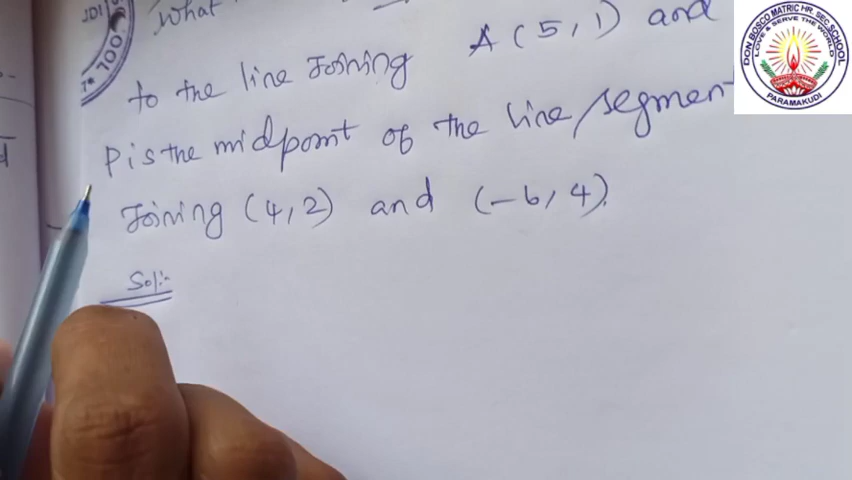 What
to the line Joining A (5, 1) and
P is the midpoint of the line segment
Joining (4, 2) and (-6, 4).
Sol:-
DON BOSCO MATRIC HR. SEC. SCHOOL
LOVE & SERVE THE WORLD
PARAMAKUDI